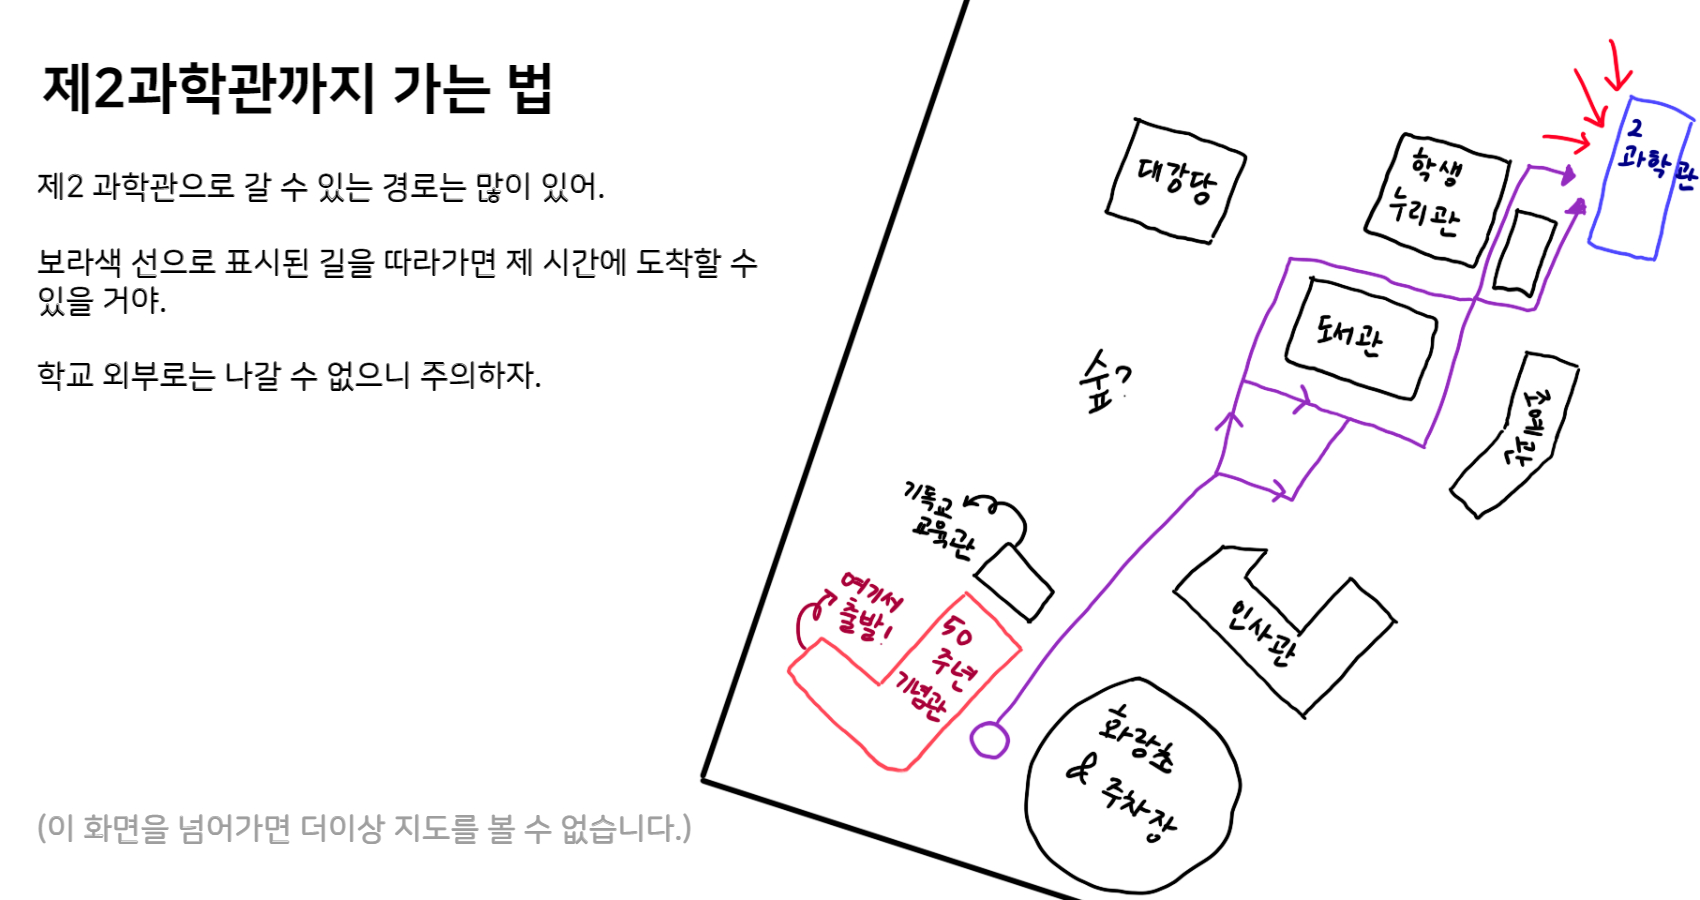 제2과학관까지 가는 법
제2 과학관으로 갈 수 있는 경로는 많이 있어.
보라색 선으로 표시된 길을 따라가면 제 시간에 도착할 수
있을 거야.
학교 외부로는 나갈 수 없으니 주의하자.
(이 화면을 넘어가면 더이상 지도를 볼 수 없습니다.)
2
과학관
대강당
학생
누리관
도서관
숲?
조예관
기독교
교육관
여기서
출발!
50
주년
기념관
인사관
화랑초
& 주차장